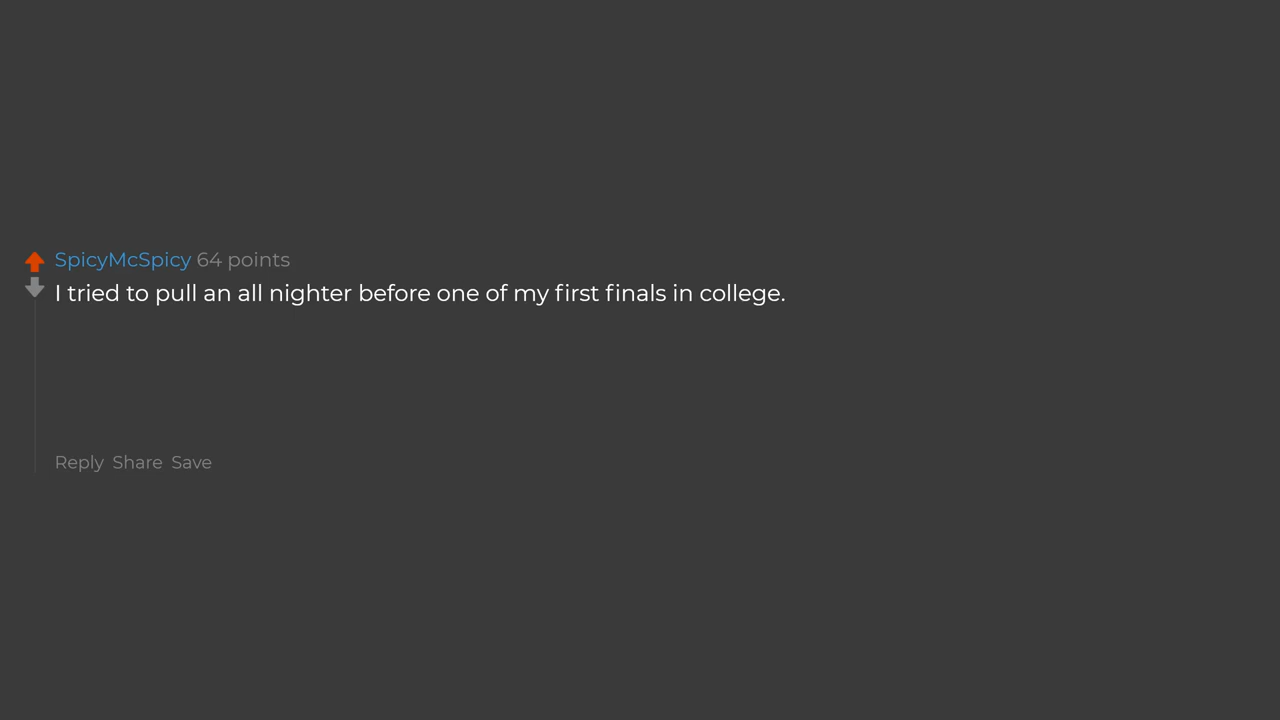 SpicyMcSpicy 64 points
I tried to pull an all nighter before one of my first finals in college.
Reply Share Save